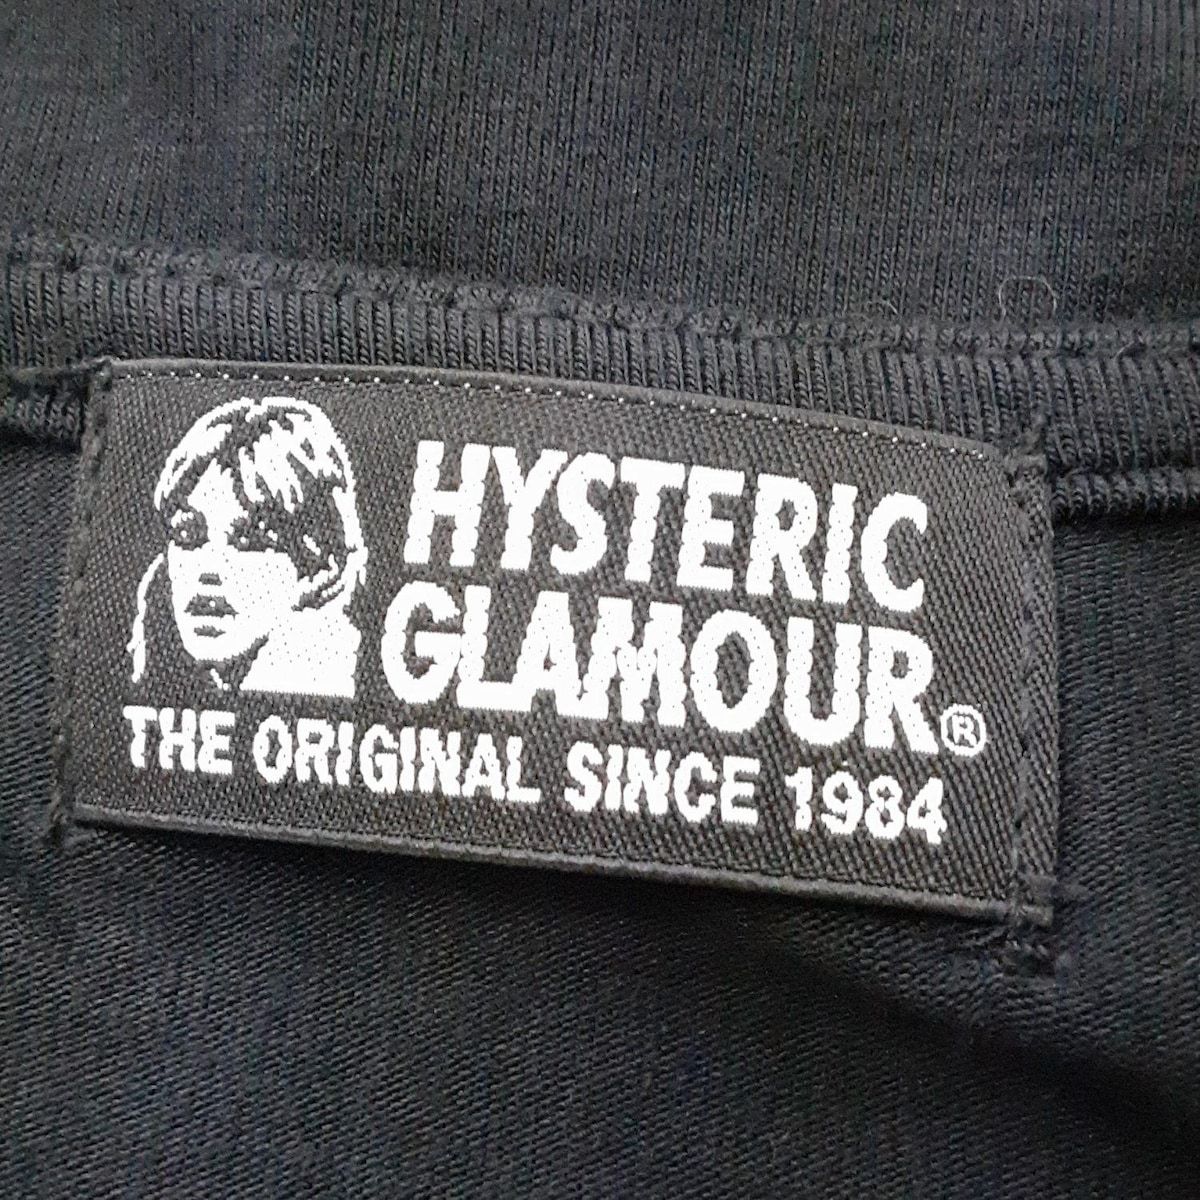 HYSTERIC
GLAMOUR®
THE ORIGINAL SINCE 1984